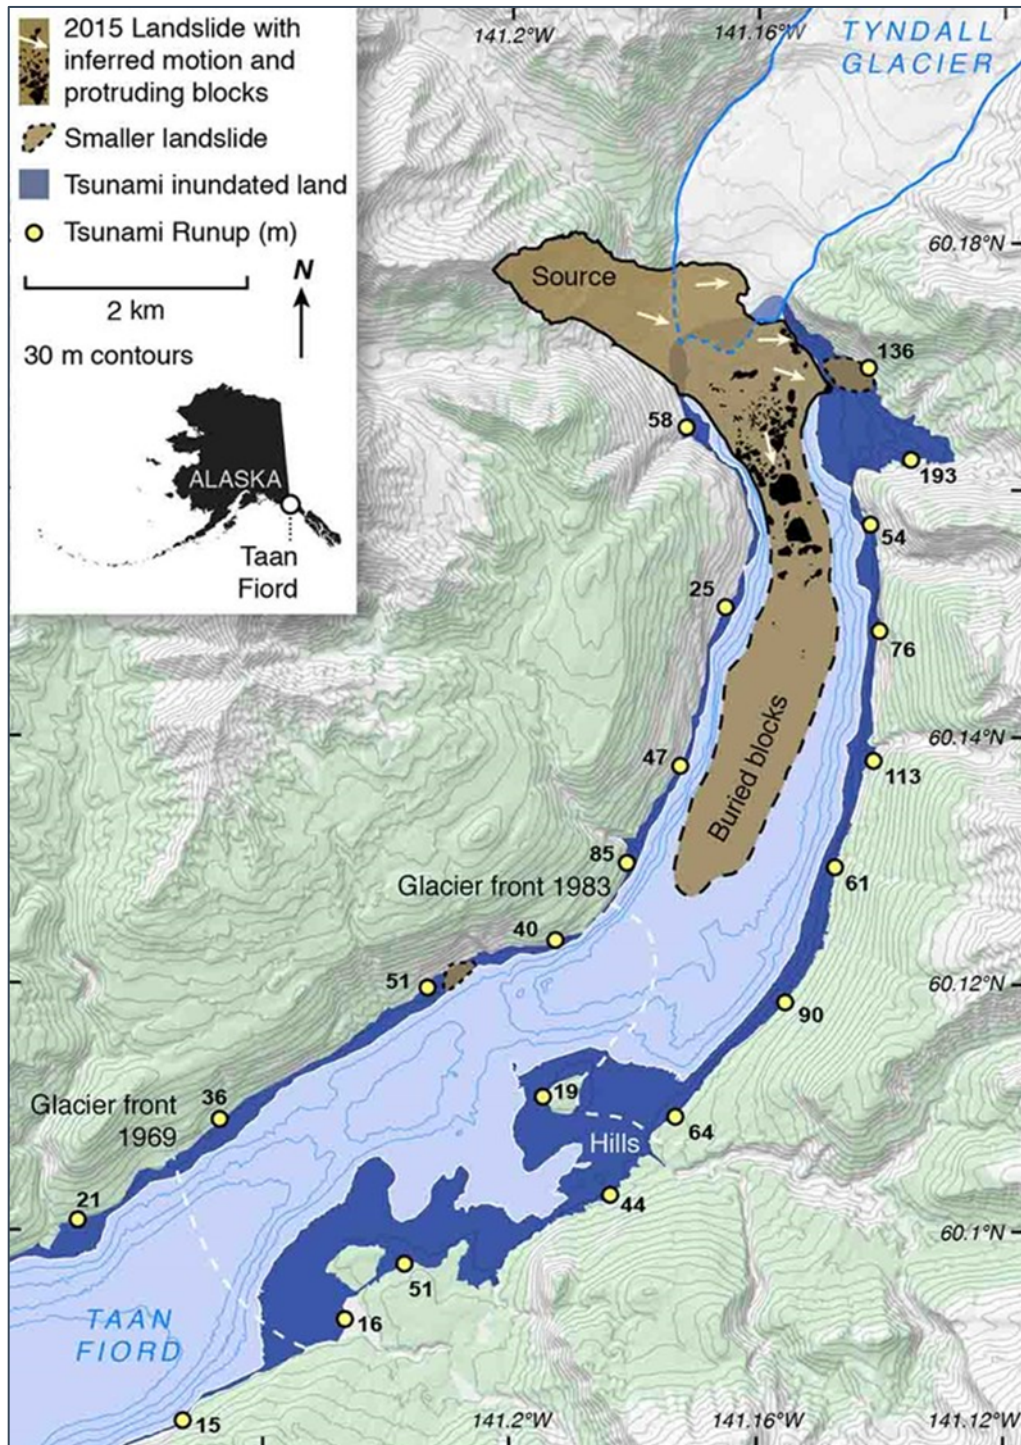 2015 Landslide with
inferred motion and
protruding blocks
Smaller landslide
Tsunami inundated land
Tsunami Runup (m)
2 km
N
30 m contours
ALASKA
Taan
Fiord
141.2°W
141.16°W
TYNDALL
GLACIER
60.18°N
Source
136
58
193
54
25
76
60.14°N
47
113
Buried blocks
85
61
Glacier front 1983
40
51
60.12°N
90
19
36
Glacier front
1969
64
Hills
44
21
60.1°N
51
TAAN
FIORD
16
15
141.2°W
141.16°W
141.12°W